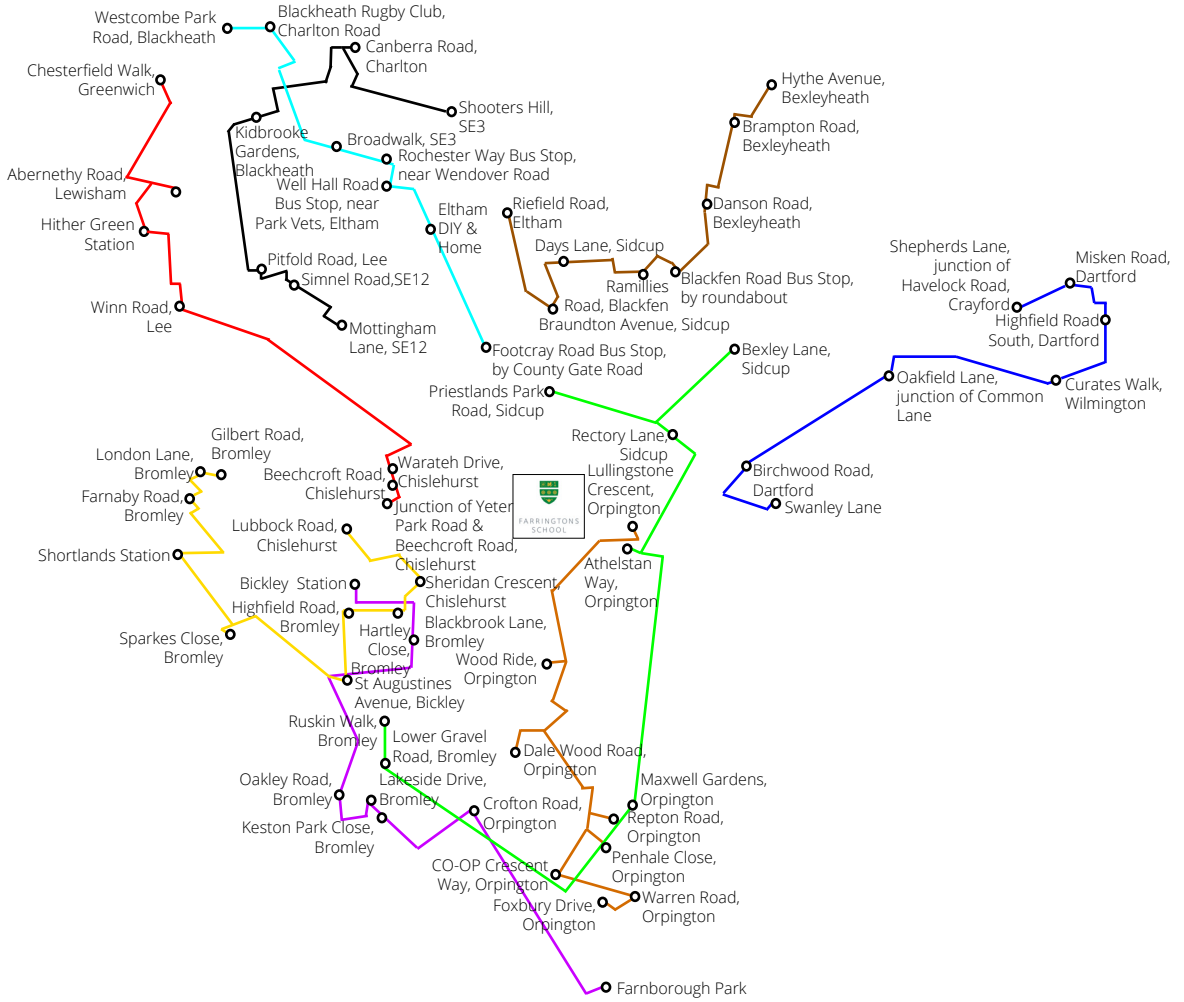 Westcombe Park
Road, Blackheath
Blackheath Rugby Club,
Charlton Road
Canberra Road,
Charlton
Chesterfield Walk,
Greenwich
Shooters Hill,
SE3
Hythe Avenue,
Bexleyheath
Kidbrooke
Gardens,
Blackheath
Broadwalk, SE3
Brampton Road,
Bexleyheath
Rochester Way Bus Stop,
near Wendover Road
Abernethy Road,
Lewisham
Well Hall Road
Bus Stop, near
Park Vets, Eltham
Eltham
DIY &
Home
Riefield Road,
Eltham
Danson Road,
Bexleyheath
Hither Green
Station
Days Lane, Sidcup
Pitfold Road, Lee
Simnel Road,SE12
Ramillies
Road, Blackfen
Blackfen Road Bus Stop,
by roundabout
Braundton Avenue, Sidcup
Shepherds Lane,
junction of
Havelock Road,
Crayford
Misken Road,
Dartford
Highfield Road
South, Dartford
Winn Road,
Lee
Mottingham
Lane, SE12
Footcray Road Bus Stop,
by County Gate Road
Bexley Lane,
Sidcup
Priestlands Park
Road, Sidcup
Oakfield Lane,
junction of Common
Lane
Curates Walk,
Wilmington
Rectory Lane,
Sidcup
Gilbert Road,
Bromley
London Lane,
Bromley
Farnaby Road,
Bromley
Warateh Drive,
Chislehurst
Beechcroft Road,
Chislehurst
Junction of Yeter
Park Road &
Beechcroft Road,
Chislehurst
FARRINGTONS
SCHOOL
Lullingstone
Crescent,
Orpington
Birchwood Road,
Dartford
Swanley Lane
Lubbock Road,
Chislehurst
Shortlands Station
Athelstan
Way,
Orpington
Bickley  Station
Sheridan Crescent,
Chislehurst
Highfield Road,
Bromley
Hartley
Close,
Bromley
Blackbrook Lane,
Bromley
Sparkes Close,
Bromley
Wood Ride,
Orpington
St Augustines
Avenue, Bickley
Ruskin Walk,
Bromley
Lower Gravel
Road, Bromley
Dale Wood Road,
Orpington
Oakley Road,
Bromley
Lakeside Drive,
Bromley
Keston Park Close,
Bromley
Crofton Road,
Orpington
Maxwell Gardens,
Orpington
Repton Road,
Orpington
Penhale Close,
Orpington
CO-OP Crescent
Way, Orpington
Foxbury Drive,
Orpington
Warren Road,
Orpington
Farnborough Park